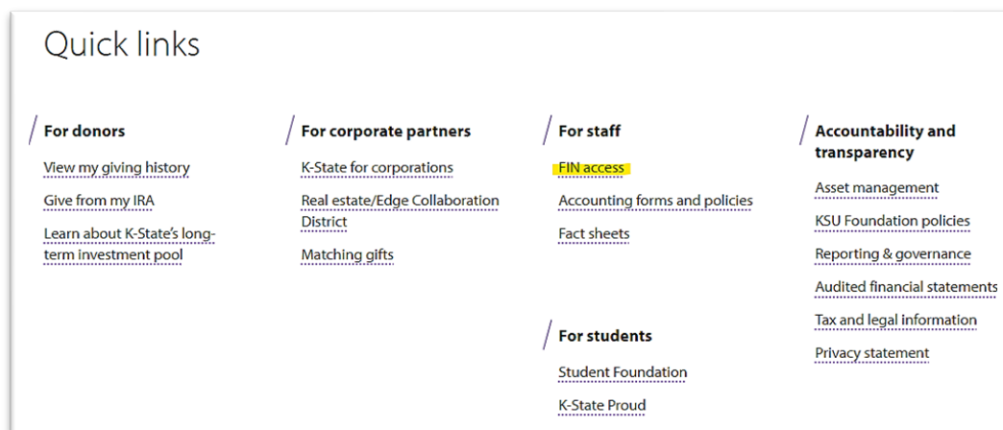 Quick links
For donors
View my giving history
Give from my IRA
Learn about K-State's long-
term investment pool
For corporate partners
K-State for corporations
Real estate/Edge Collaboration
District
Matching gifts
For staff
FIN access
Accounting forms and policies
Fact sheets
For students
Student Foundation
K-State Proud
Accountability and
transparency
Asset management
KSU Foundation policies
Reporting & governance
Audited financial statements
Tax and legal information
Privacy statement